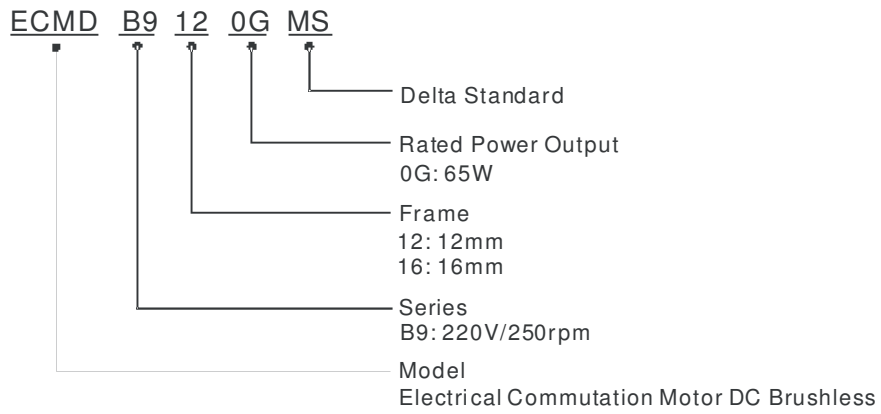 ECMD B9 12 0G MS
Delta Standard
Rated Power Output
0G: 65W
Frame
12: 12mm
16: 16mm
Series
B9: 220V/250rpm
Model
Electrical Commutation Motor DC Brushless